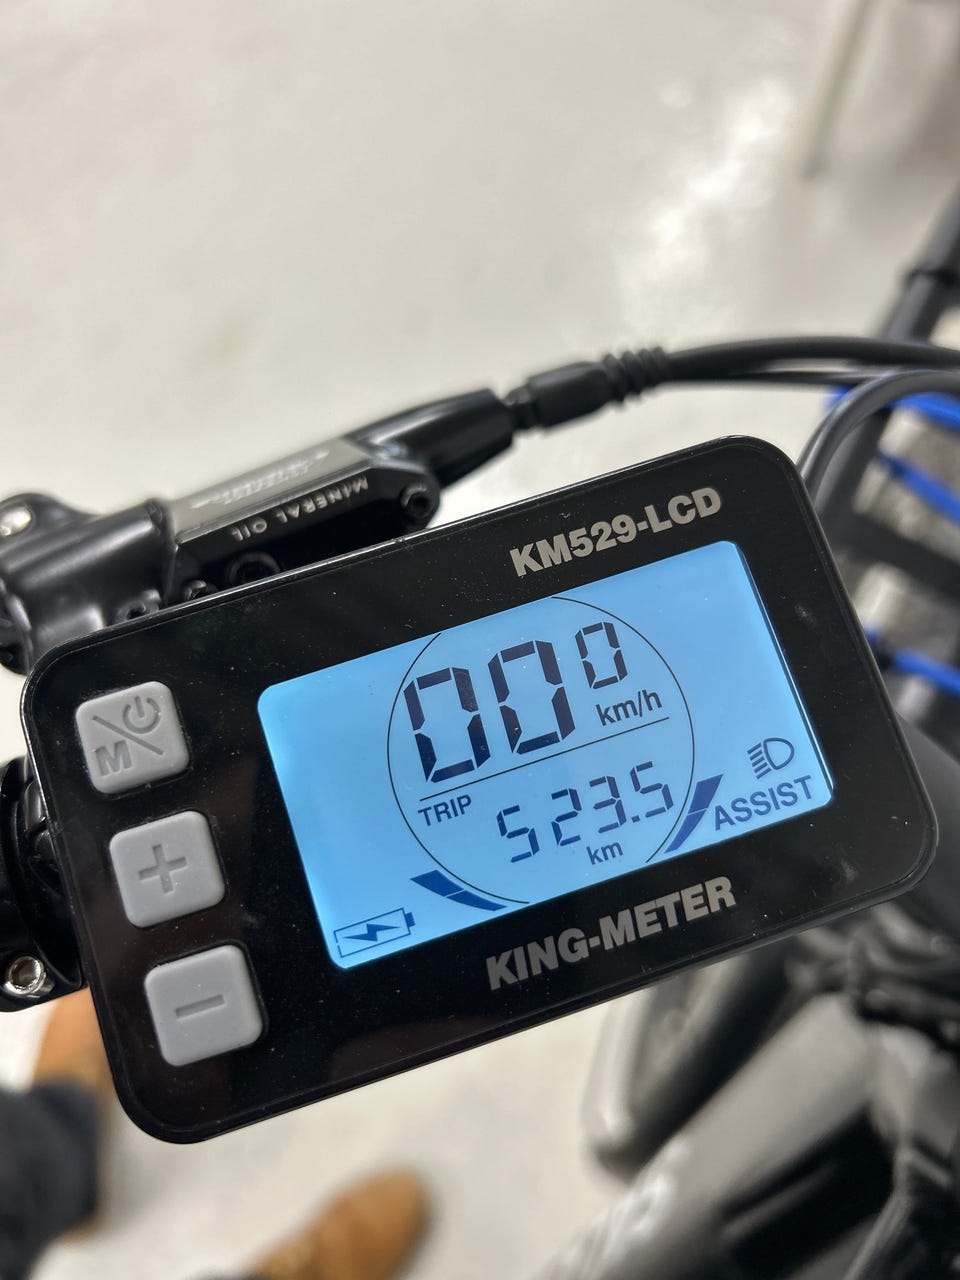 MINERAL OIL
KM529-LCD
M/
000
km/h
TRIP 523.5
km
ASSIST
+
−
KING-METER